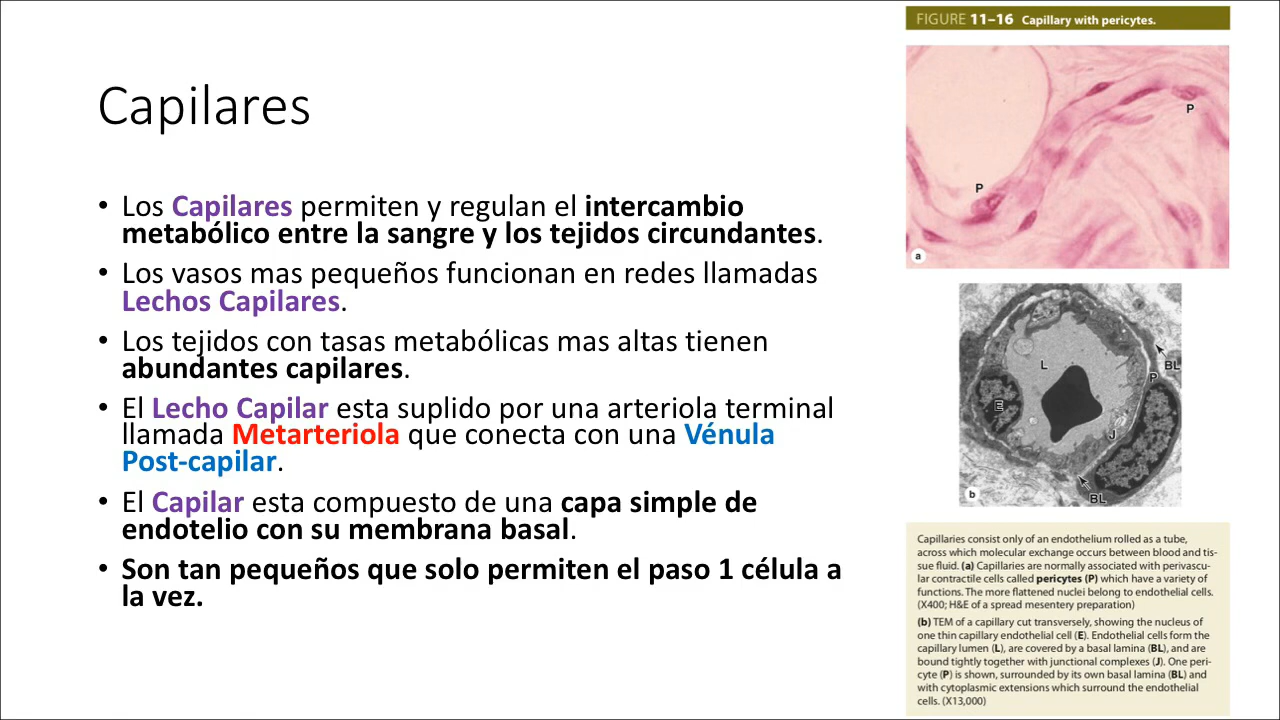 Capilares
• Los Capilares permiten y regulan el intercambio
metabólico entre la sangre y los tejidos circundantes.
• Los vasos mas pequeños funcionan en redes llamadas
Lechos Capilares.
• Los tejidos con tasas metabólicas mas altas tienen
abundantes capilares.
• El Lecho Capilar esta suplido por una arteriola terminal
llamada Metarteriola que conecta con una Vénula
Post-capilar.
• El Capilar esta compuesto de una capa simple de
endotelio con su membrana basal.
• Son tan pequeños que solo permiten el paso 1 célula a
la vez.
FIGURE 11–16 Capillary with pericytes.
P
P
a
L
BL
P
E
J
b
BL
Capillaries consist only of an endothelium rolled as a tube,
across which molecular exchange occurs between blood and tis-
sue fluid. (a) Capillaries are normally associated with perivascu-
lar contractile cells called pericytes (P) which have a variety of
functions. The more flattened nuclei belong to endothelial cells.
(X400; H&E of a spread mesentery preparation)
(b) TEM of a capillary cut transversely, showing the nucleus of
one thin capillary endothelial cell (E). Endothelial cells form the
capillary lumen (L), are covered by a basal lamina (BL), and are
bound tightly together with junctional complexes (J). One peri-
cyte (P) is shown, surrounded by its own basal lamina (BL) and
with cytoplasmic extensions which surround the endothelial
cells. (X13,000)